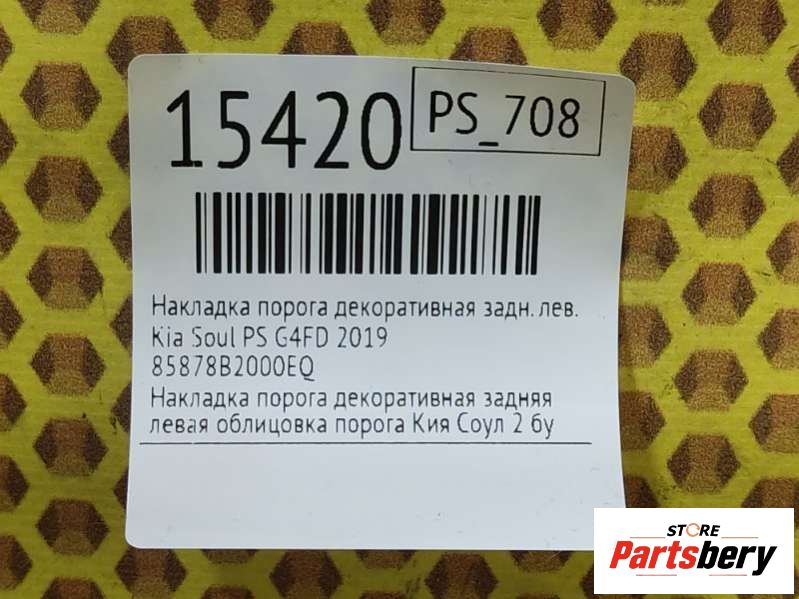 15420
PS_708
Накладка порога декоративная задн. лев.
Kia Soul PS G4FD 2019
85878B2000EQ
Накладка порога декоративная задняя
левая облицовка порога Кия Соул 2 бу
STORE
Partsbery